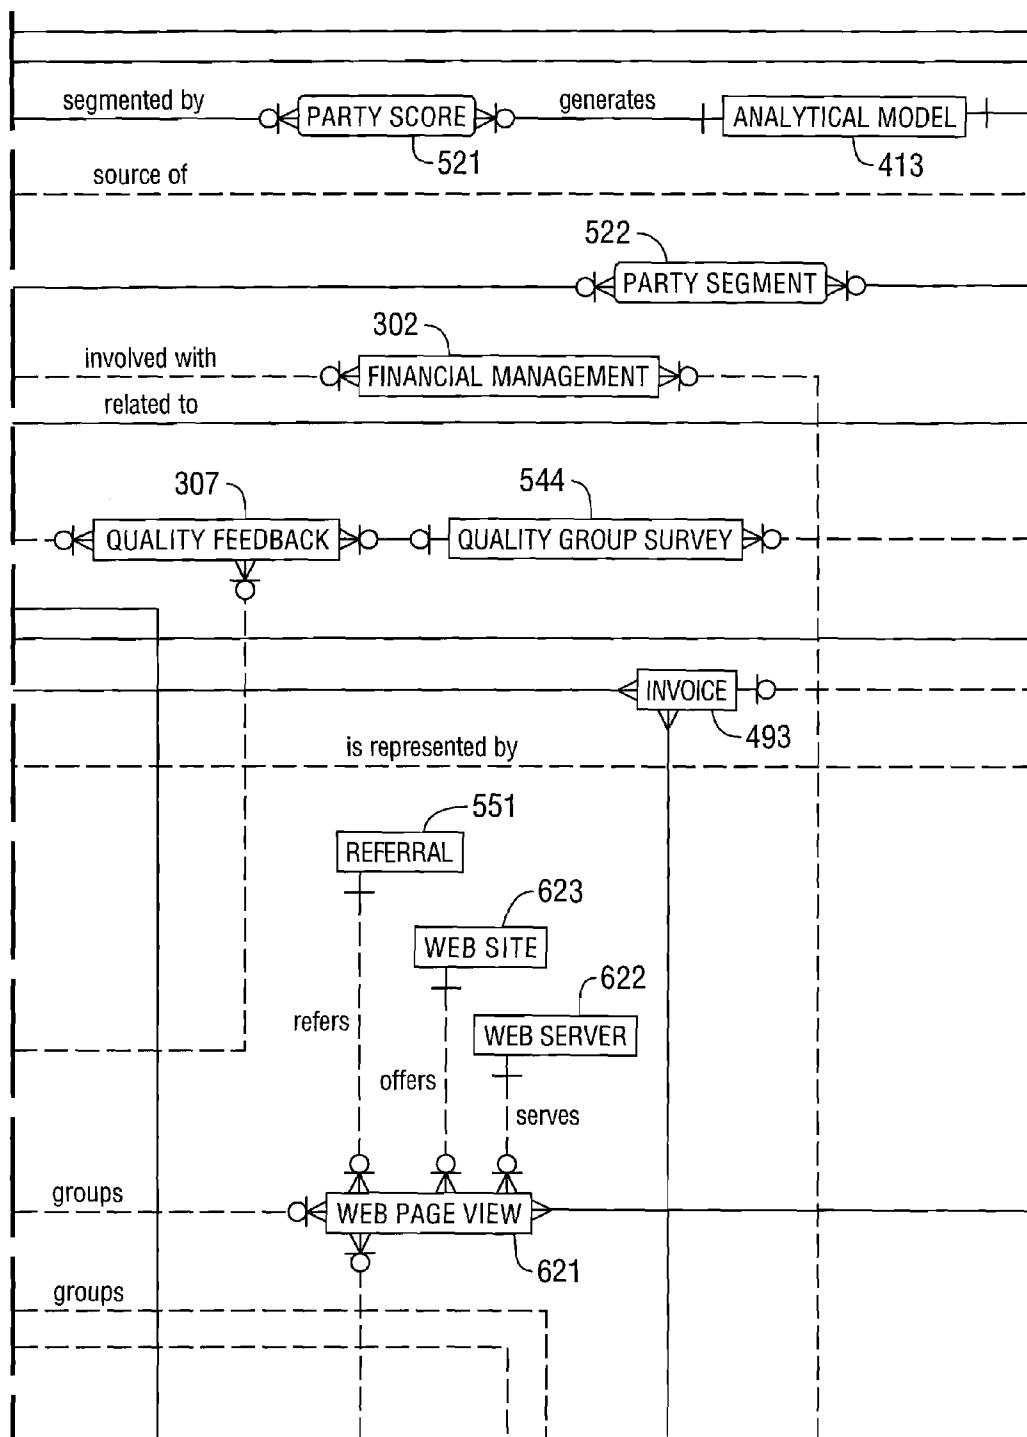 segmented by
PARTY SCORE
generates
ANALYTICAL MODEL
521
413
source of
522
PARTY SEGMENT
302
involved with
FINANCIAL MANAGEMENT
related to
307
544
QUALITY FEEDBACK
QUALITY GROUP SURVEY
INVOICE
493
is represented by
551
REFERRAL
623
WEB SITE
622
refers
WEB SERVER
offers
serves
groups
WEB PAGE VIEW
621
groups